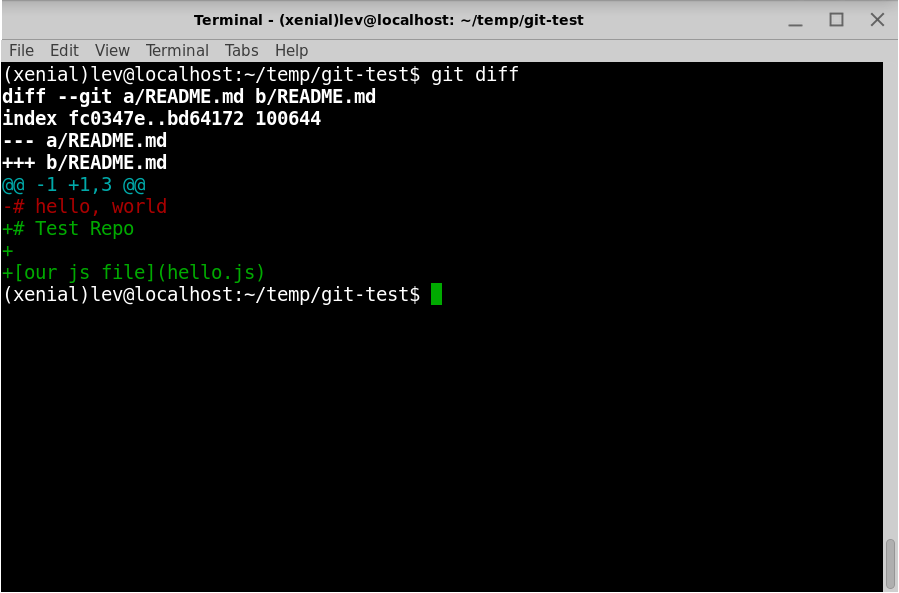 Terminal - (xenial)lev@localhost: ~/temp/git-test
File Edit View Terminal Tabs Help
(xenial)lev@localhost:~/temp/git-test$ git diff
diff --git a/README.md b/README.md
index fc0347e..bd64172 100644
--- a/README.md
+++ b/README.md
@@ -1 +1,3 @@
-# hello, world
+# Test Repo
+
+[our js file](hello.js)
(xenial)lev@localhost:~/temp/git-test$